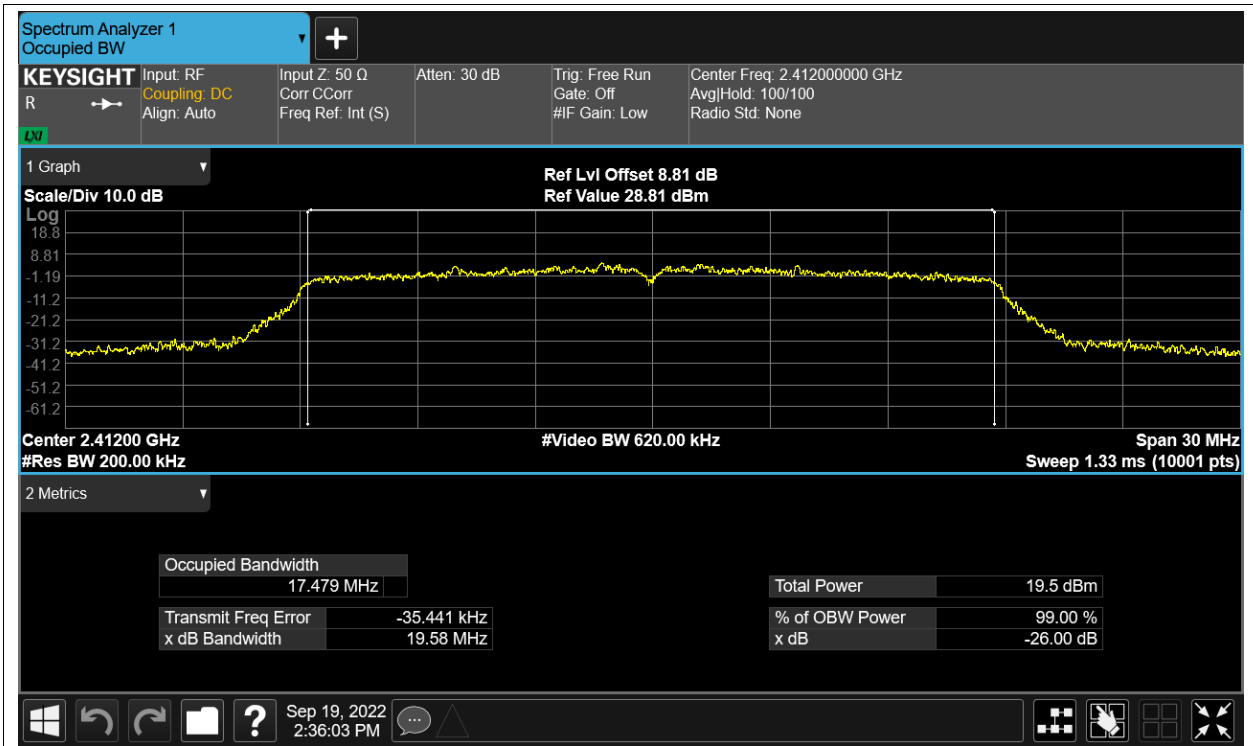 Spectrum Analyzer 1
Occupied BW
KEYSIGHT
R
LXI
Input: RF
Coupling: DC
Align: Auto
Input Z: 50 Ω
Corr CCorr
Freq Ref: Int (S)
Atten: 30 dB
Trig: Free Run
Gate: Off
#IF Gain: Low
Center Freq: 2.412000000 GHz
Avg|Hold: 100/100
Radio Std: None
1 Graph
Scale/Div 10.0 dB
Ref Lvl Offset 8.81 dB
Ref Value 28.81 dBm
Log
18.8
8.81
-1.19
-11.2
-21.2
-31.2
-41.2
-51.2
-61.2
Center 2.41200 GHz
#Video BW 620.00 kHz
Span 30 MHz
#Res BW 200.00 kHz
Sweep 1.33 ms (10001 pts)
2 Metrics
Occupied Bandwidth
17.479 MHz
Total Power 19.5 dBm
Transmit Freq Error -35.441 kHz
% of OBW Power 99.00 %
x dB Bandwidth 19.58 MHz
x dB -26.00 dB
?
Sep 19, 2022
2:36:03 PM